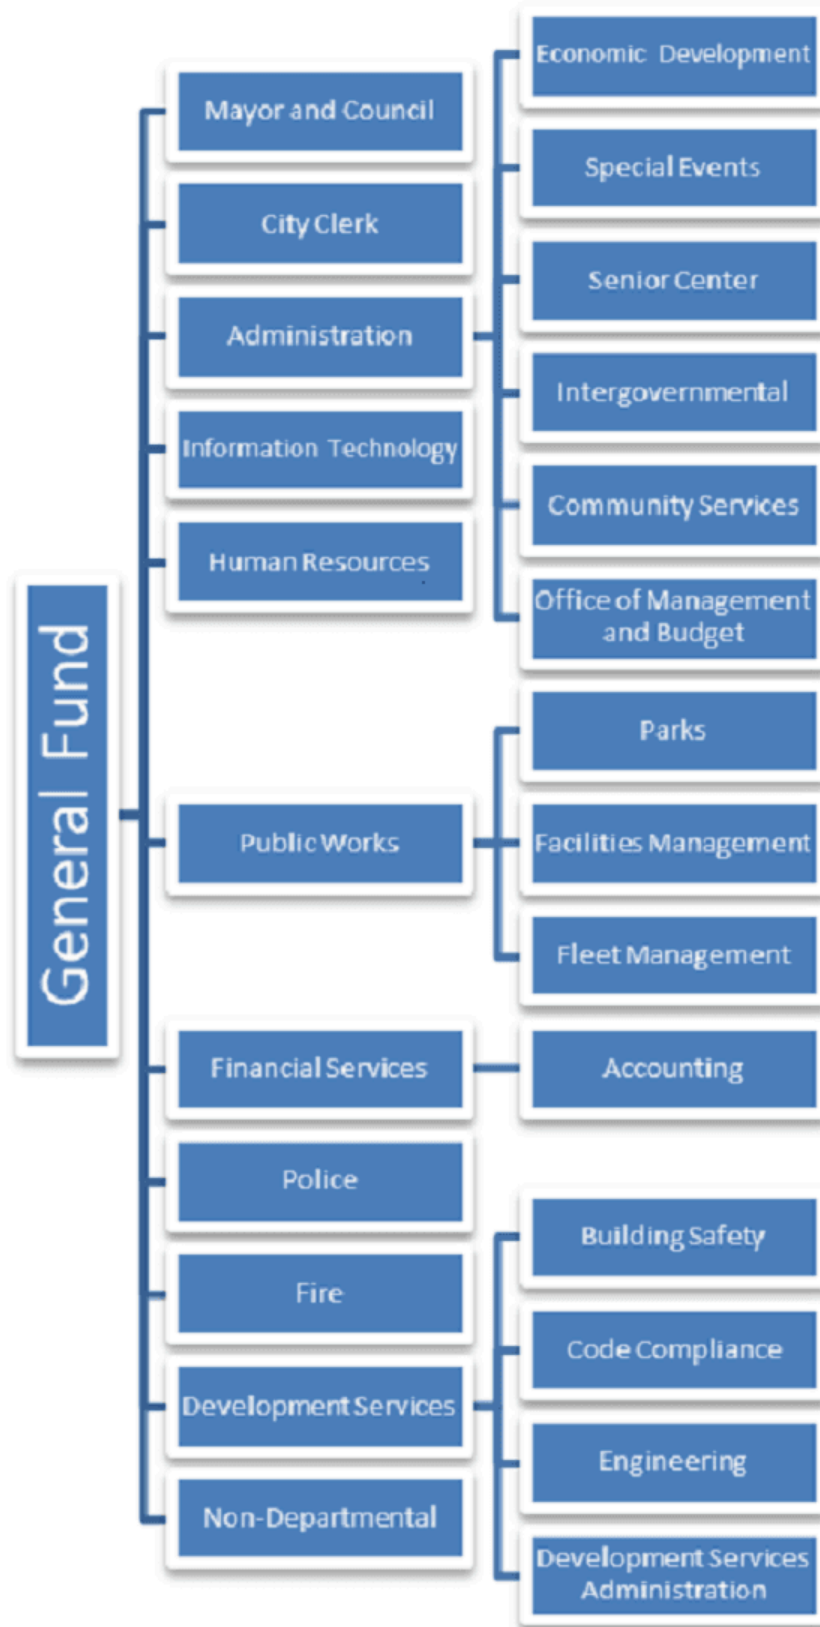 General Fund
Mayor and Council
City Clerk
Administration
Economic Development
Special Events
Senior Center
Intergovernmental
Community Services
Office of Management
and Budget
Information Technology
Human Resources
Public Works
Parks
Facilities Management
Fleet Management
Financial Services
Accounting
Police
Fire
Development Services
Building Safety
Code Compliance
Engineering
Development Services
Administration
Non-Departmental